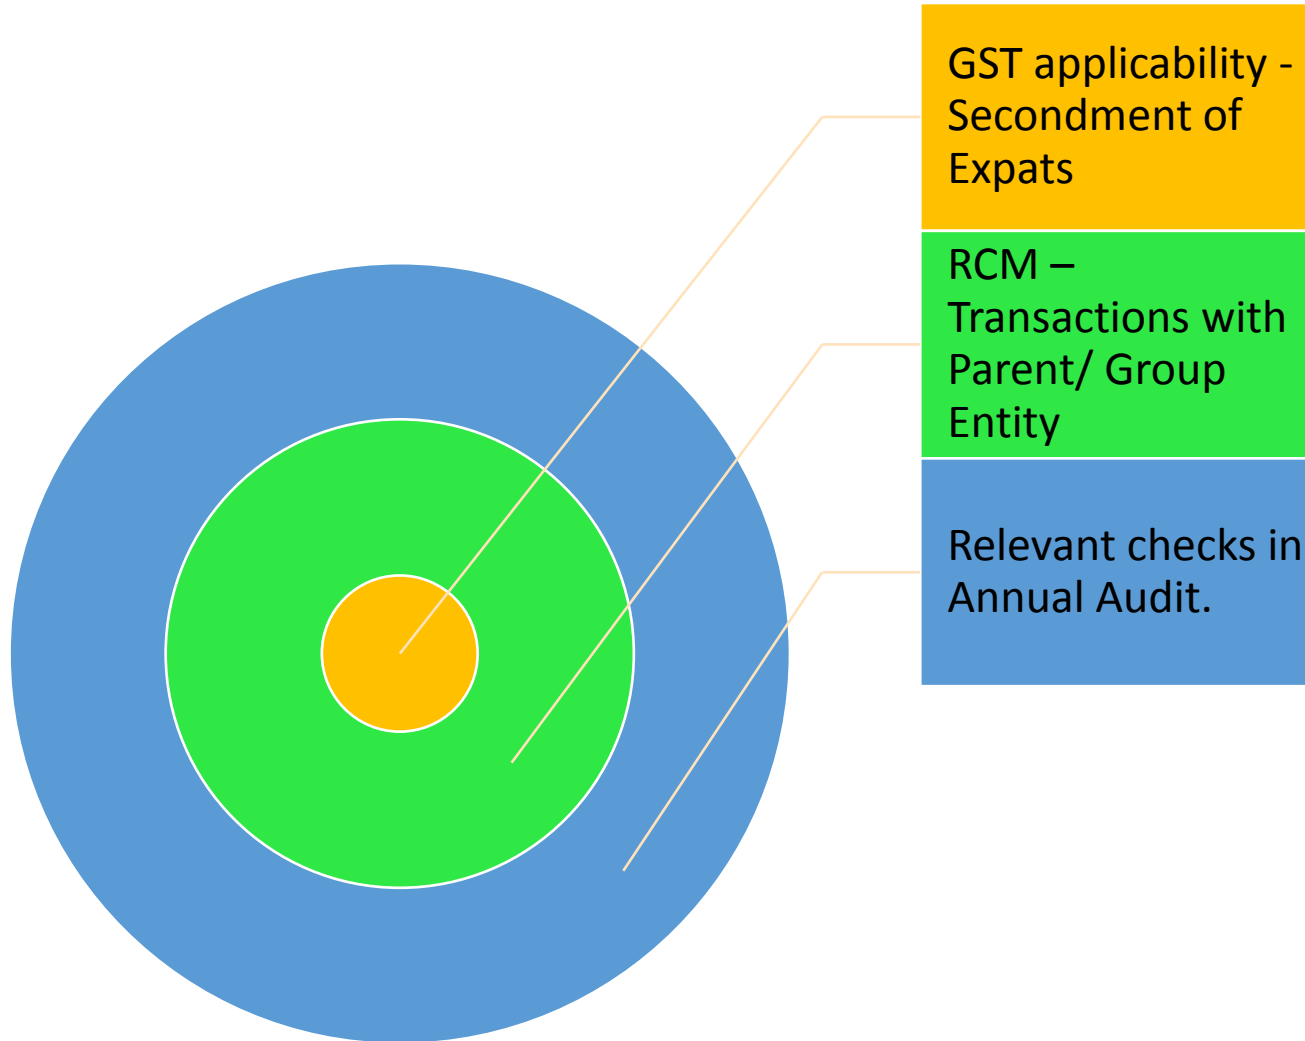 GST applicability -
Secondment of
Expats
RCM –
Transactions with
Parent/ Group
Entity
Relevant checks in
Annual Audit.